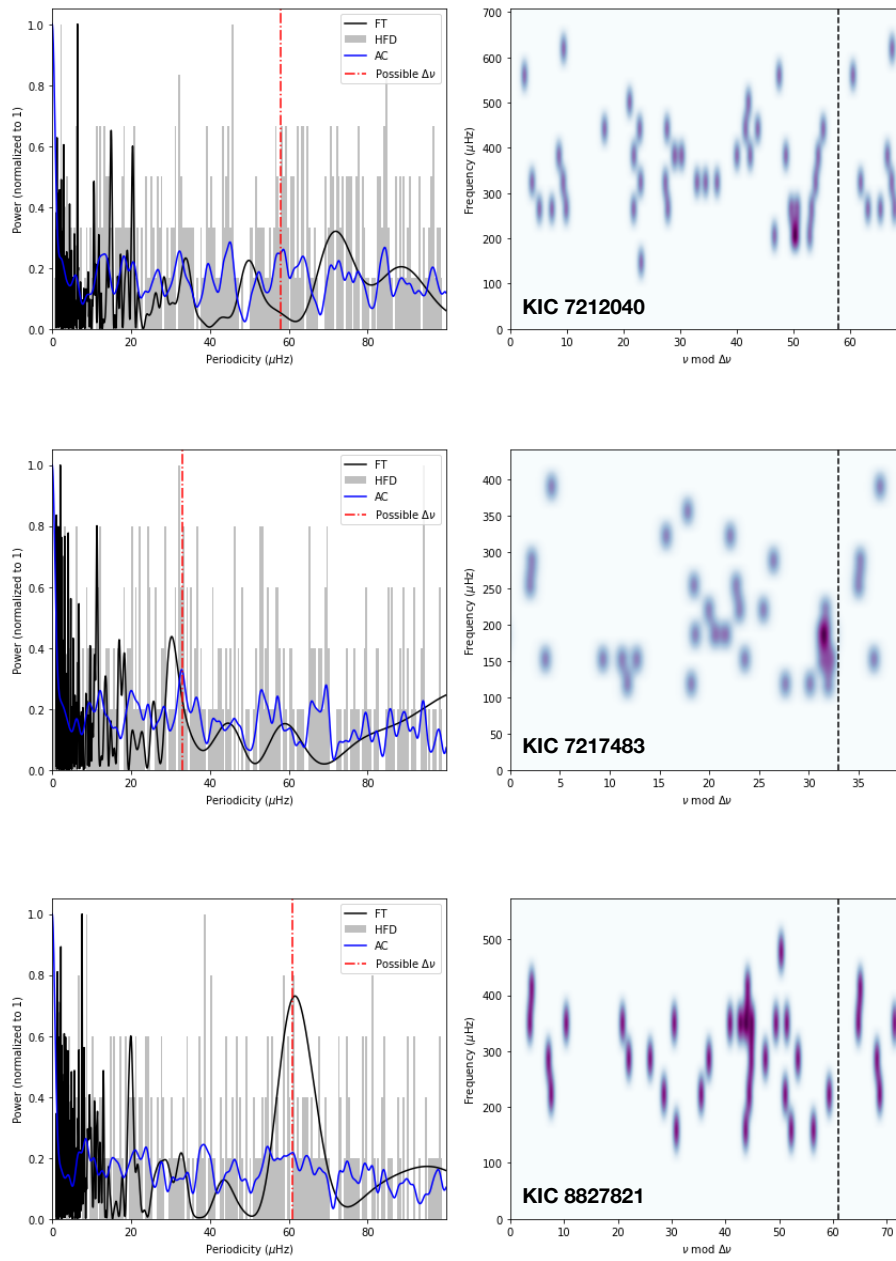 1.0
0.8
0.6
0.4
0.2
0.0
Power (normalized to 1)
0 20 40 60 80
Periodicity (μHz)
FT
HFD
AC
Possible Δν
700
600
500
400
300
200
100
0
Frequency (μHz)
KIC 7212040
0 10 20 30 40 50 60
ν mod Δν
1.0
0.8
0.6
0.4
0.2
0.0
Power (normalized to 1)
0 20 40 60 80
Periodicity (μHz)
FT
HFD
AC
Possible Δν
400
350
300
250
200
150
100
50
0
Frequency (μHz)
KIC 7217483
0 5 10 15 20 25 30 35
ν mod Δν
1.0
0.8
0.6
0.4
0.2
0.0
Power (normalized to 1)
0 20 40 60 80
Periodicity (μHz)
FT
HFD
AC
Possible Δν
500
400
300
200
100
0
Frequency (μHz)
KIC 8827821
0 10 20 30 40 50 60 70
ν mod Δν